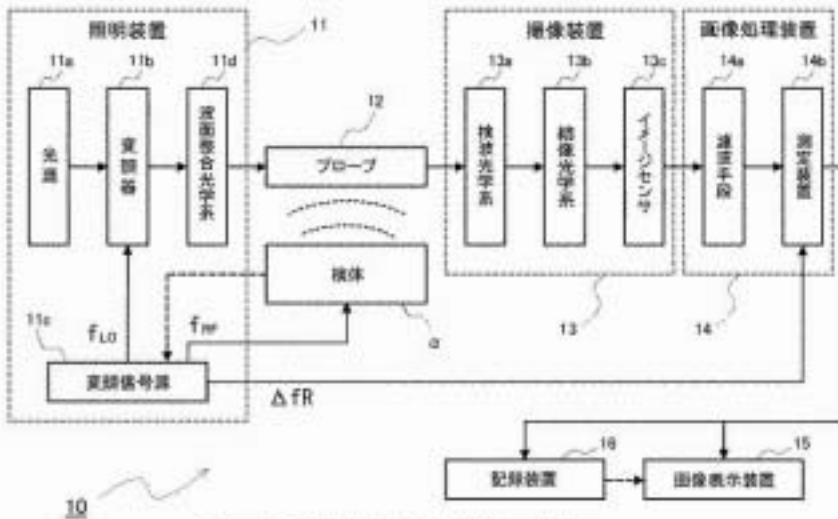 照明装置
11
撮像装置
画像処理装置
11a
11b
11d
12
13a
13b
13c
14a
14b
光源
変調器
波面整合光学系
プローブ
検波光学系
結像光学系
イメージセンサ
濾波手段
測定装置
検体
α
13
14
fLO
fRF
11c
変調信号源
ΔfR
16
15
記録装置
画像表示装置
10